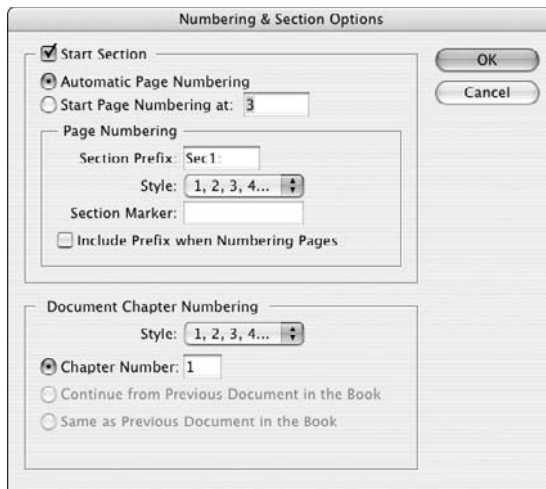 Numbering & Section Options
Start Section
OK
Automatic Page Numbering
Cancel
Start Page Numbering at: 3
Page Numbering
Section Prefix: Sec1:
Style: 1, 2, 3, 4...
Section Marker:
Include Prefix when Numbering Pages
Document Chapter Numbering
Style: 1, 2, 3, 4...
Chapter Number: 1
Continue from Previous Document in the Book
Same as Previous Document in the Book